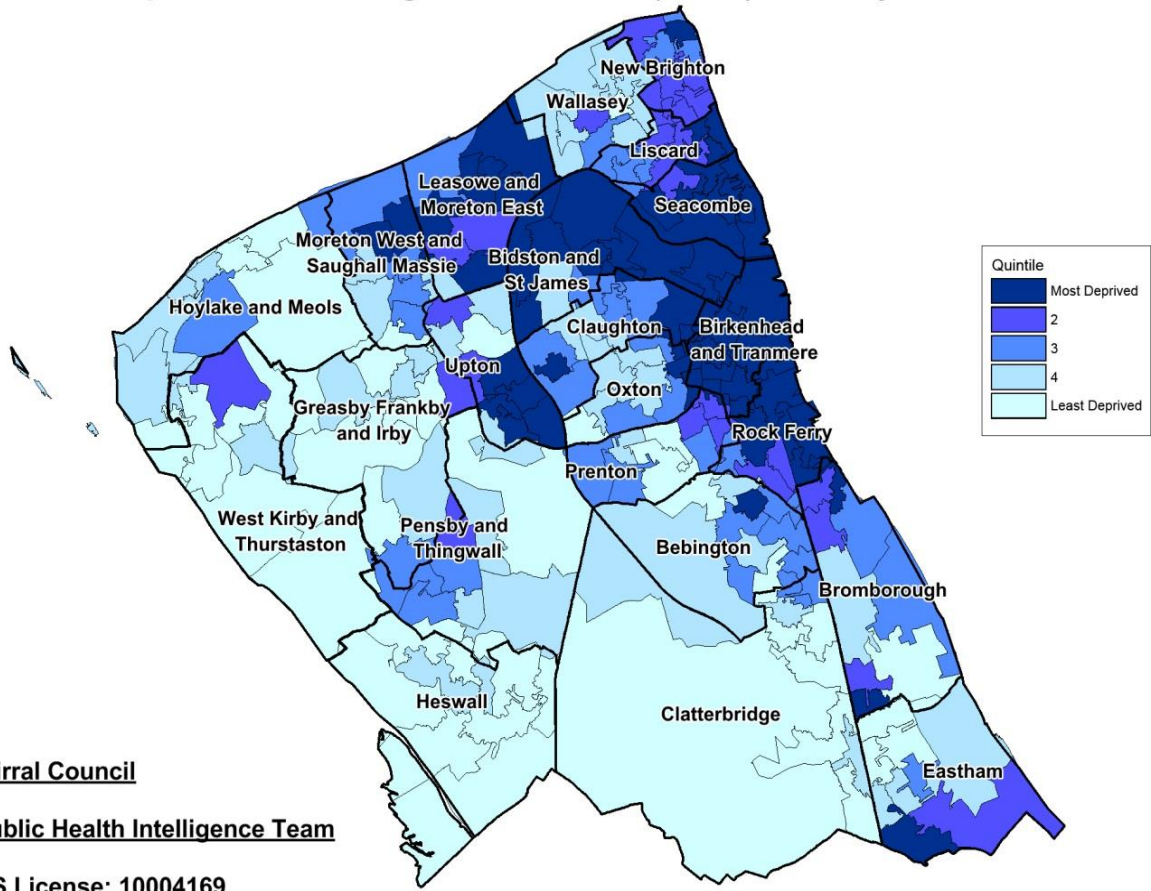 New Brighton
Wallasey
Liscard
Leasowe and
Moreton East
Seacombe
Moreton West and
Saughall Massie
Bidston and
St James
Hoylake and Meols
Claughton
Birkenhead
and Tranmere
Upton
Oxton
Greasby Frankby
and Irby
Rock Ferry
Prenton
West Kirby and
Thurstaston
Pensby and
Thingwall
Bebington
Bromborough
Heswall
Clatterbridge
Eastham
Quintile
Most Deprived
2
3
4
Least Deprived
irral Council
ublic Health Intelligence Team
S License: 10004169